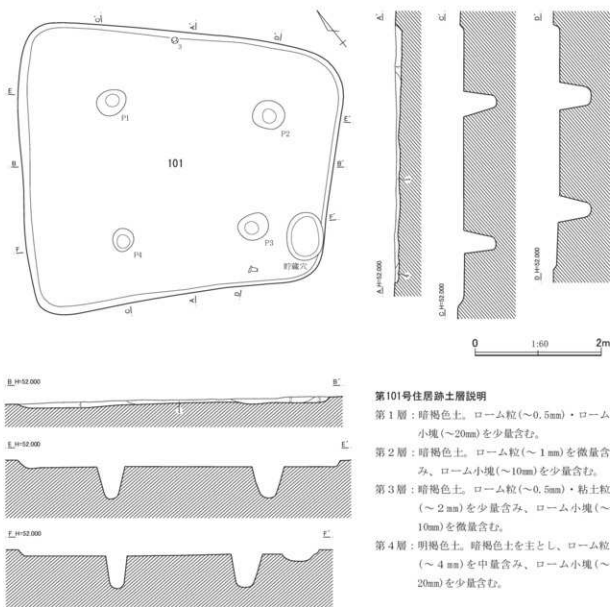 C' A' D'
3
P1
P2
E E'
101
B B'
F F'
P4 P3
貯蔵穴
C A D
A' C' D'
1
2
A H=52.000
C H=52.000
D H=52.000
0 1:60 2m
B H=52.000 B'
1
E H=52.000 E'
F H=52.000 F'
第101号住居跡土層説明
第1層：暗褐色土。ローム粒(～0.5㎜)・ローム
小塊(～20㎜)を少量含む。
第2層：暗褐色土。ローム粒(～1㎜)を微量含
み、ローム小塊(～10㎜)を少量含む。
第3層：暗褐色土。ローム粒(～0.5㎜)・粘土粒
(～2㎜)を少量含み、ローム小塊(～
10㎜)を微量含む。
第4層：明褐色土。暗褐色土を主とし、ローム粒
(～4㎜)を中量含み、ローム小塊(～
20㎜)を少量含む。